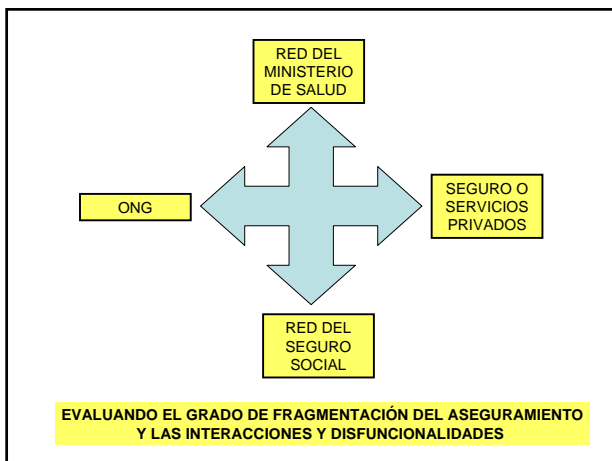 RED DEL
MINISTERIO
DE SALUD
ONG
SEGURO O
SERVICIOS
PRIVADOS
RED DEL
SEGURO
SOCIAL
EVALUANDO EL GRADO DE FRAGMENTACIÓN DEL ASEGURAMIENTO
Y LAS INTERACCIONES Y DISFUNCIONALIDADES